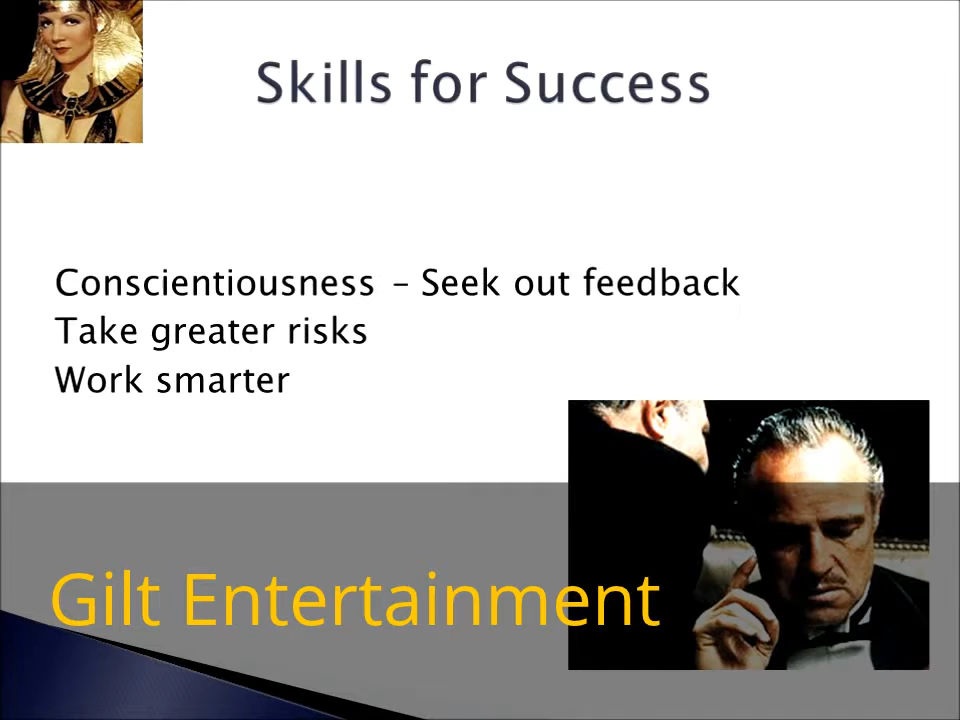 Skills for Success
Conscientiousness – Seek out feedback
Take greater risks
Work smarter
Gilt Entertainment